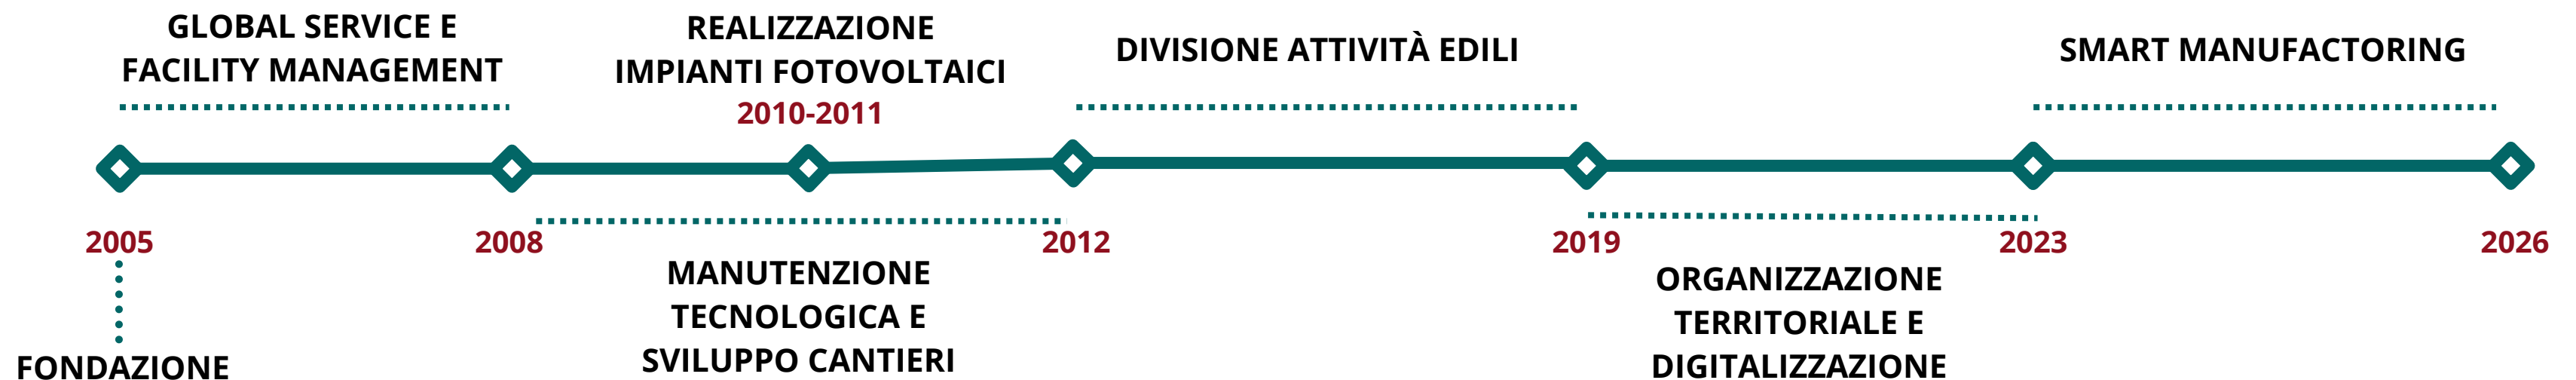 GLOBAL SERVICE E
FACILITY MANAGEMENT
REALIZZAZIONE
IMPIANTI FOTOVOLTAICI
2010-2011
DIVISIONE ATTIVITÀ EDILI
SMART MANUFACTORING
2005
2008
2012
2019
2023
2026
FONDAZIONE
MANUTENZIONE
TECNOLOGICA E
SVILUPPO CANTIERI
ORGANIZZAZIONE
TERRITORIALE E
DIGITALIZZAZIONE